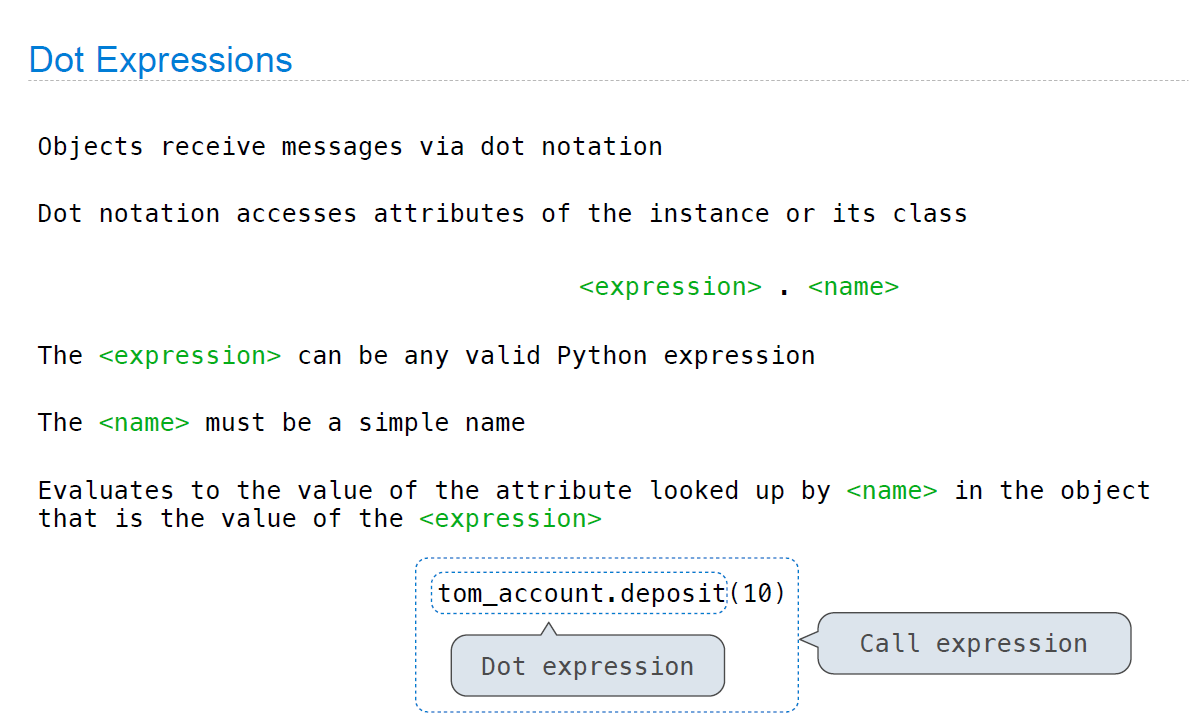 Dot Expressions
Objects receive messages via dot notation
Dot notation accesses attributes of the instance or its class
<expression> . <name>
The <expression> can be any valid Python expression
The <name> must be a simple name
Evaluates to the value of the attribute looked up by <name> in the object
that is the value of the <expression>
tom_account.deposit(10)
Call expression
Dot expression